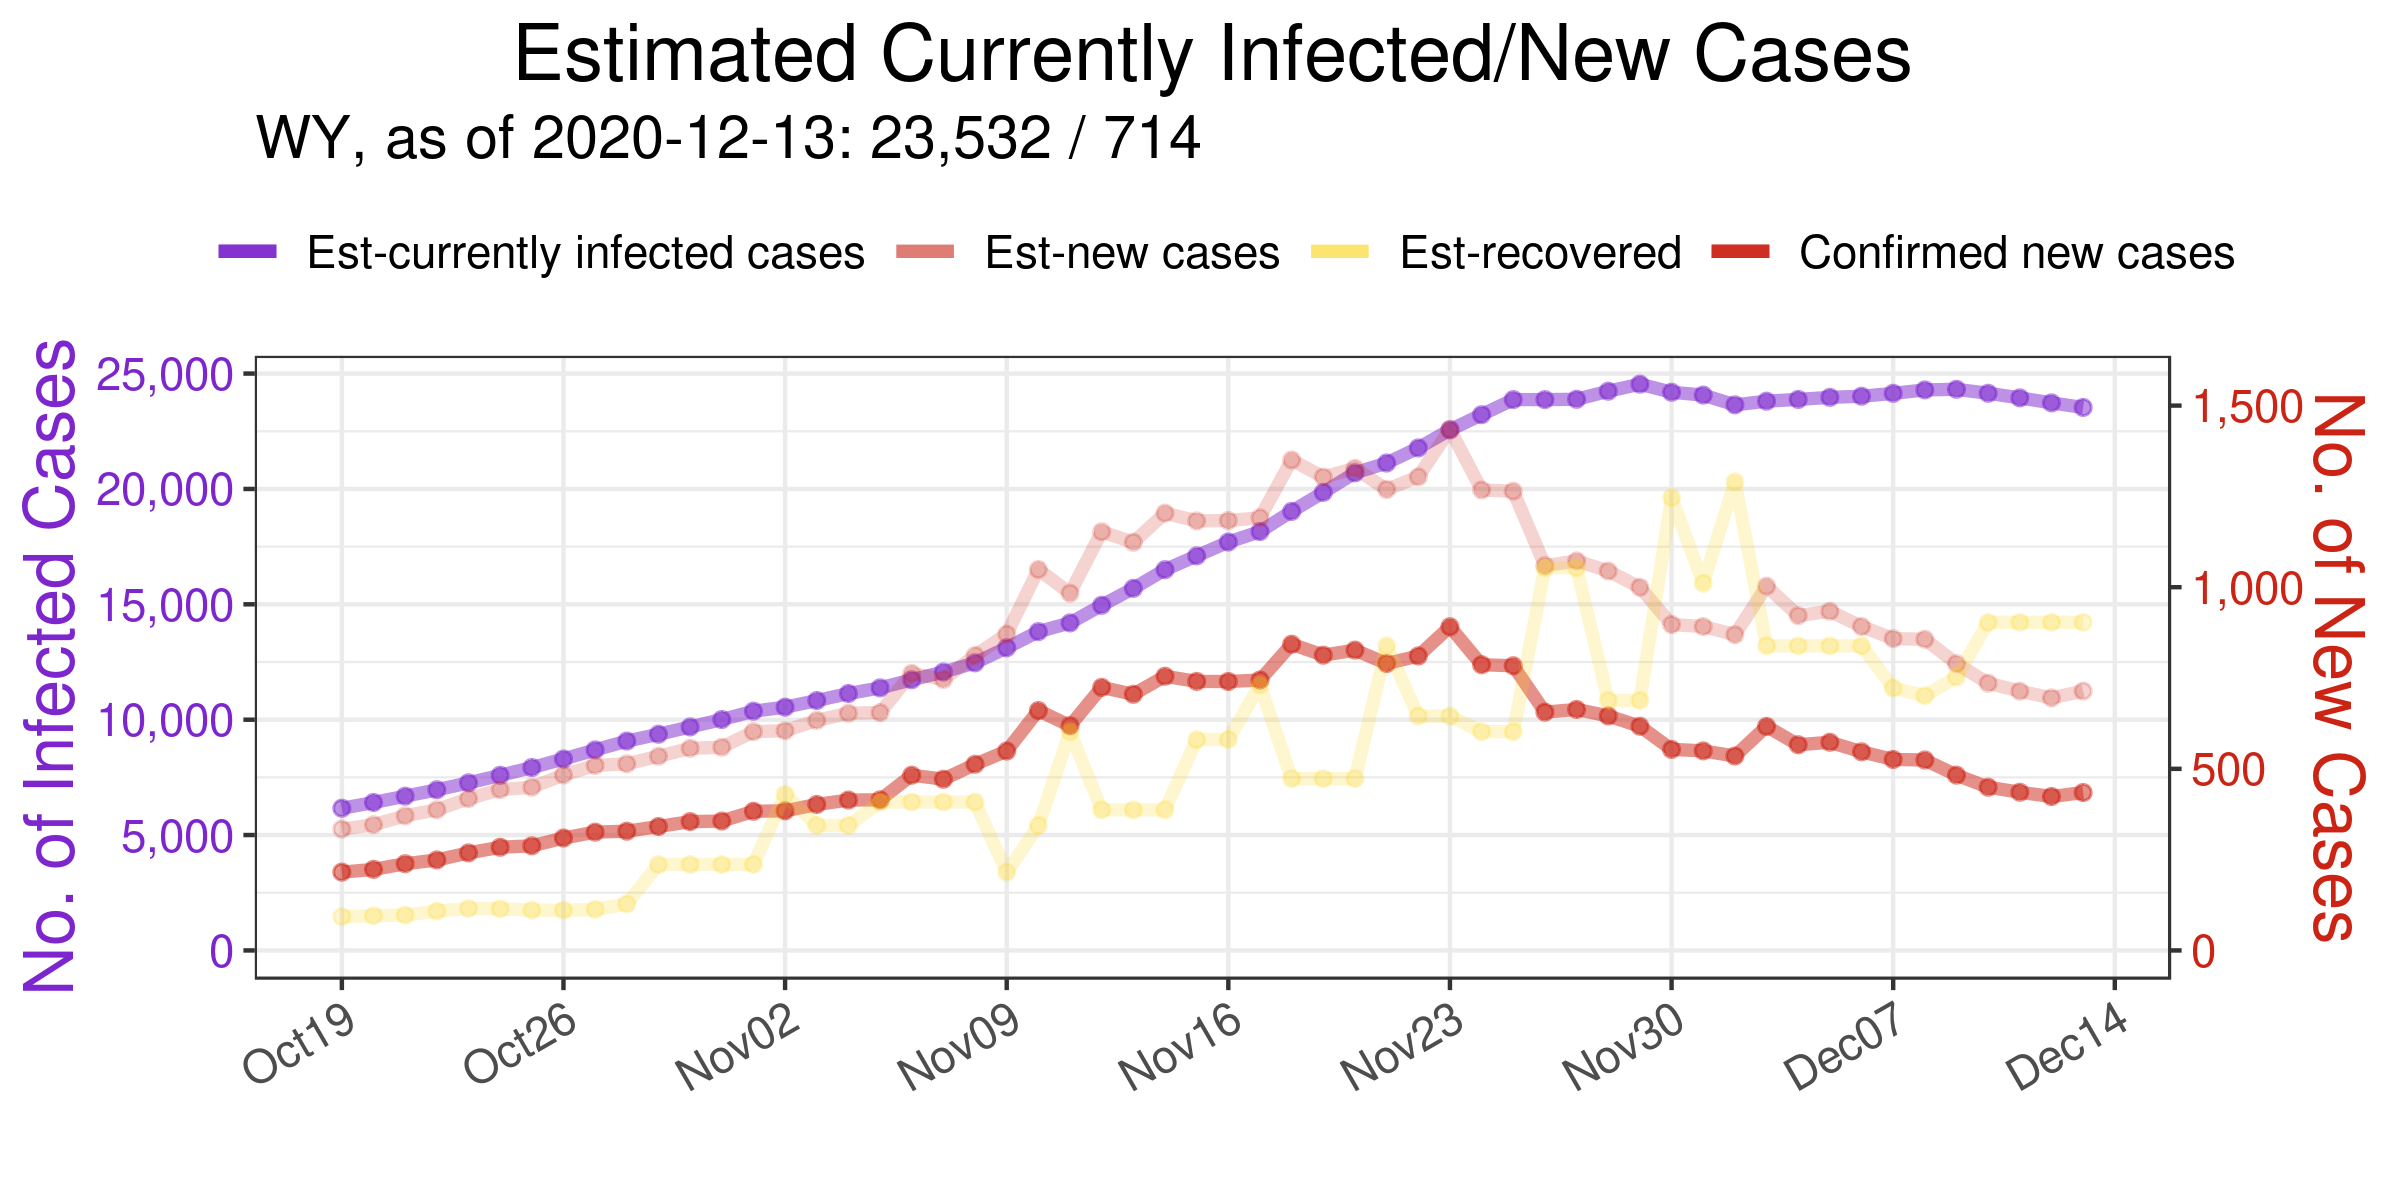 Estimated Currently Infected/New Cases
WY, as of 2020-12-13: 23,532 / 714
Est-currently infected cases Est-new cases Est-recovered Confirmed new cases
No. of Infected Cases
25,000
20,000
15,000
10,000
5,000
0
1,500
1,000
500
0
No. of New Cases
Oct19 Oct26 Nov02 Nov09 Nov16 Nov23 Nov30 Dec07 Dec14